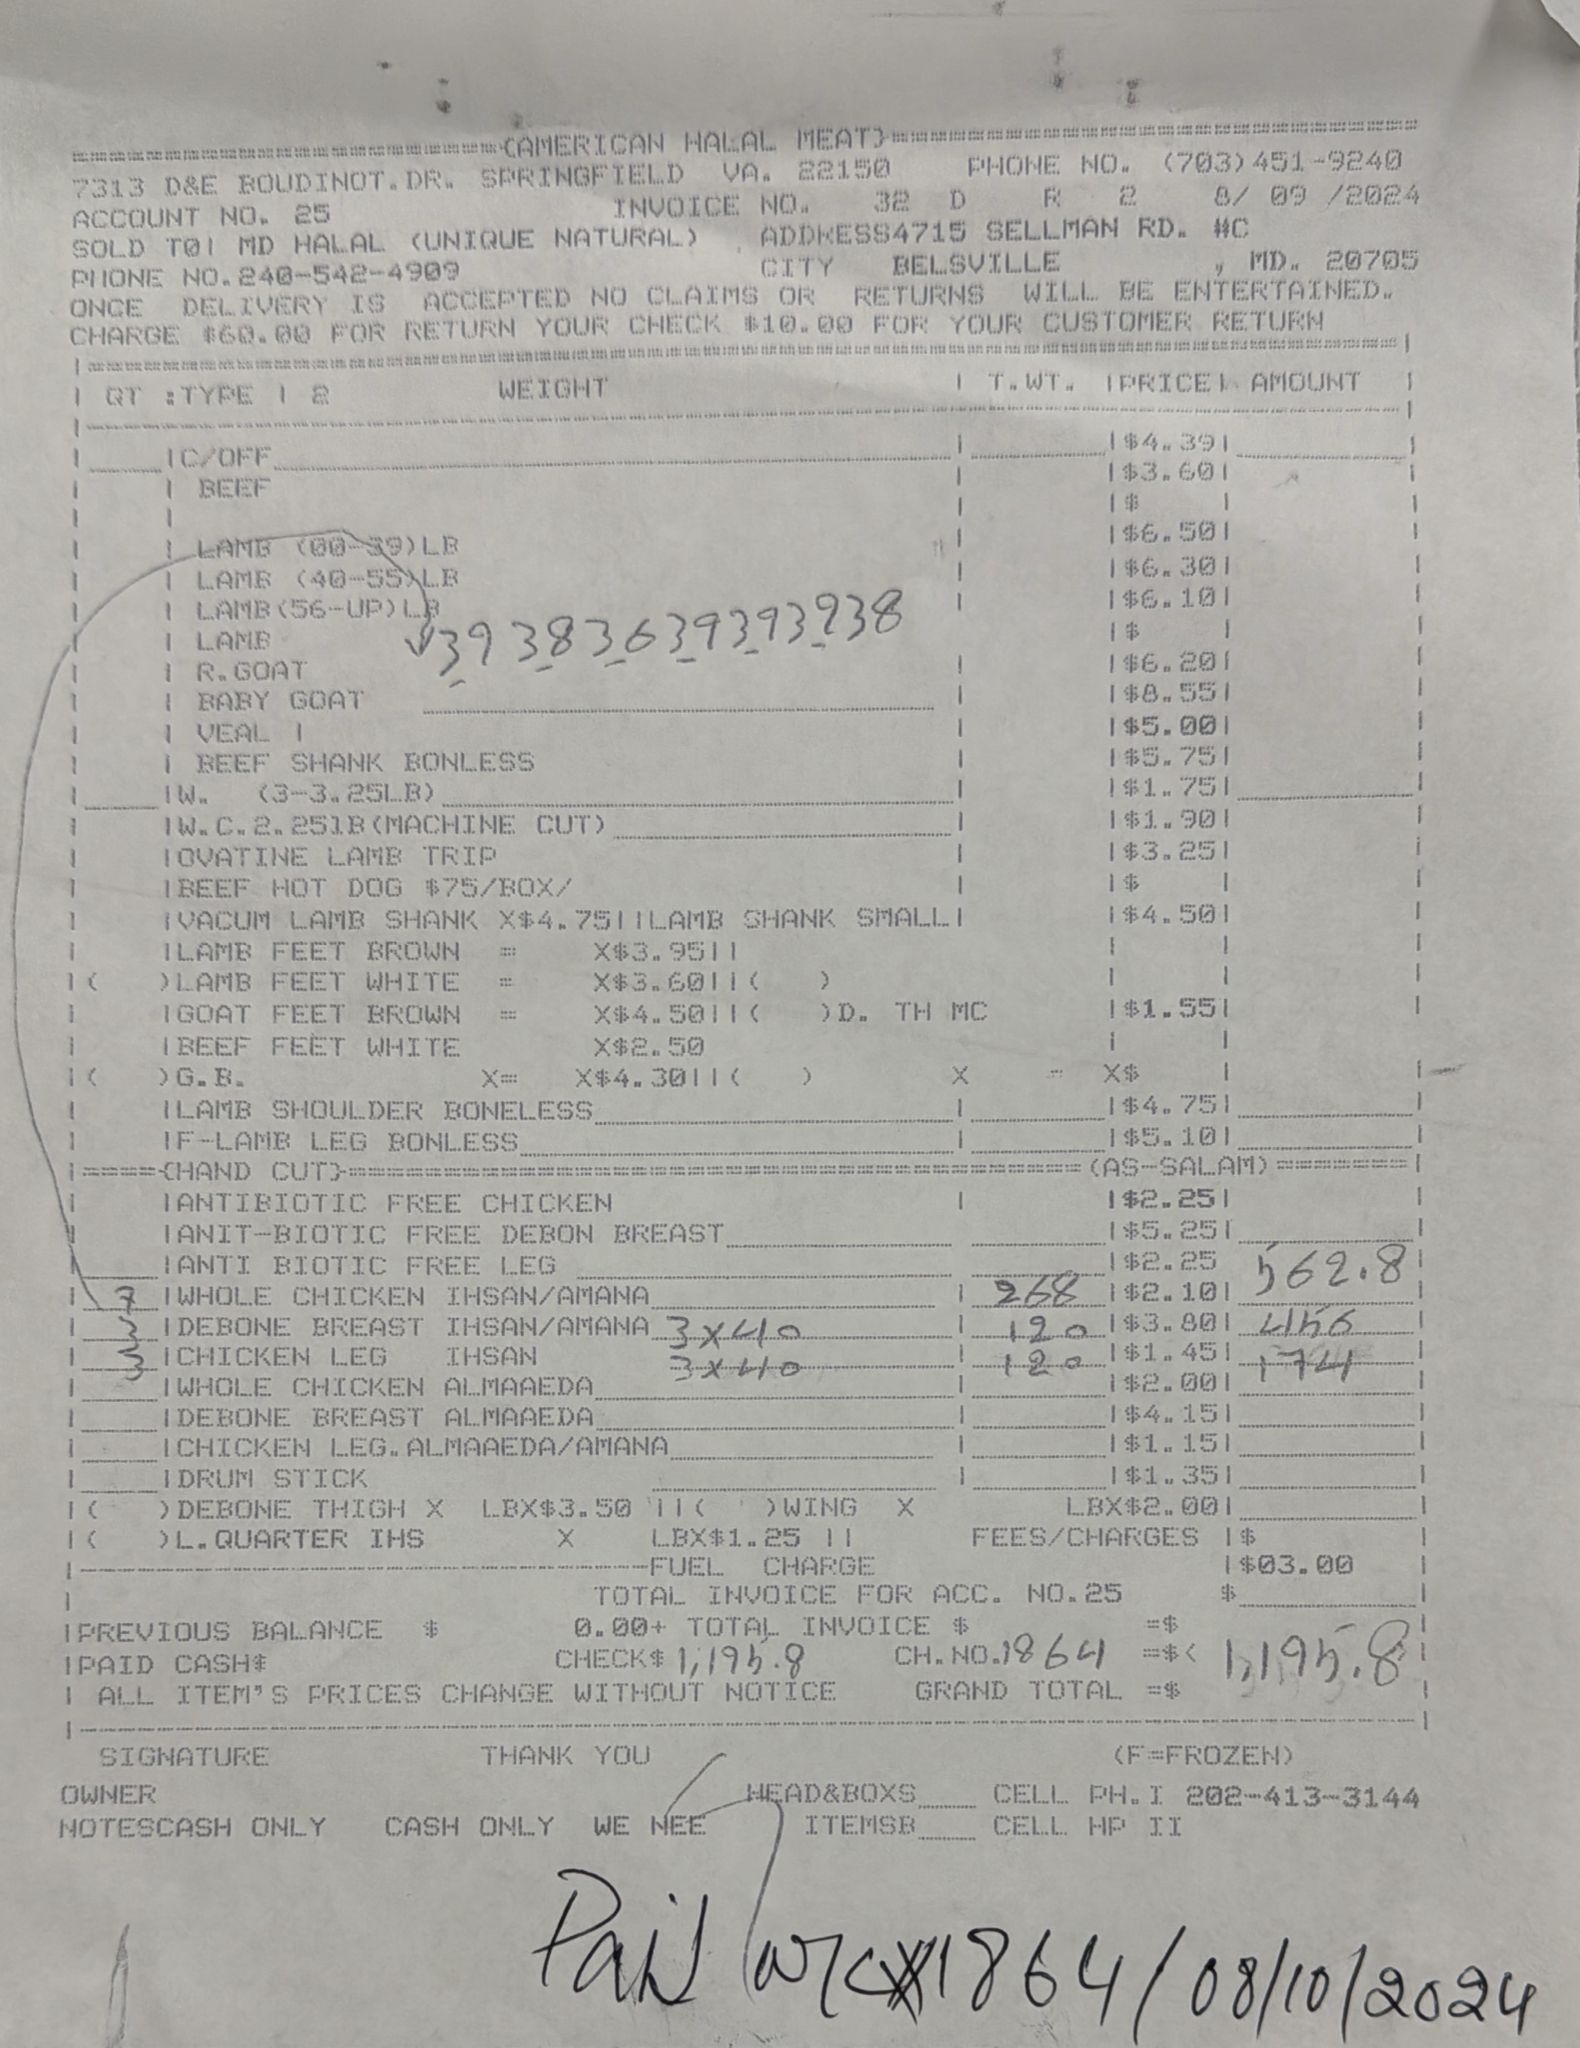 ==============================={AMERICAN HALAL MEAT}===============================
7313 D&E BOUDINOT.DR. SPRINGFIELD VA. 22150 PHONE NO. (703)451-9240
ACCOUNT NO. 25 INVOICE NO. 32 D R 2 8/ 09 /2024
SOLD TO| MD HALAL (UNIQUE NATURAL) ADDRESS4715 SELLMAN RD. #C
PHONE NO.240-542-4909 CITY BELSVILLE , MD. 20705
ONCE DELIVERY IS ACCEPTED NO CLAIMS OR RETURNS WILL BE ENTERTAINED.
CHARGE $60.00 FOR RETURN YOUR CHECK $10.00 FOR YOUR CUSTOMER RETURN
| QT :TYPE | 2 WEIGHT | T.WT. |PRICE| AMOUNT |
|C/OFF |$4.39|
| BEEF |$3.60|
|$ |
| LAMB (00-39)LB |$6.50|
| LAMB (40-55)LB |$6.30|
| LAMB(56-UP)LB |$6.10|
| LAMB |$ |
39 38 36 39 39 39 38
| R.GOAT |$6.20|
| BABY GOAT |$8.55|
| VEAL | |$5.00|
| BEEF SHANK BONLESS |$5.75|
|W. (3-3.25LB) |$1.75|
|W.C.2.251B(MACHINE CUT) |$1.90|
|OVATINE LAMB TRIP |$3.25|
|BEEF HOT DOG $75/BOX/ |$ |
|VACUM LAMB SHANK X$4.75||LAMB SHANK SMALL| |$4.50|
|LAMB FEET BROWN = X$3.95||
|( )LAMB FEET WHITE = X$3.60||( )
|GOAT FEET BROWN = X$4.50||( )D. TH MC |$1.55|
|BEEF FEET WHITE X$2.50
|( )G.B. X= X$4.30||( ) X = X$ |
|LAMB SHOULDER BONELESS |$4.75|
|F-LAMB LEG BONLESS |$5.10|
|====={HAND CUT}=======================================(AS-SALAM)=======|
|ANTIBIOTIC FREE CHICKEN |$2.25|
|ANIT-BIOTIC FREE DEBON BREAST |$5.25|
|ANTI BIOTIC FREE LEG |$2.25
7 |WHOLE CHICKEN IHSAN/AMANA | 268 |$2.10| 562.8
3 |DEBONE BREAST IHSAN/AMANA 3x40 | 120 |$3.80| 456
3 |CHICKEN LEG IHSAN 3x40 | 120 |$1.45| 174
|WHOLE CHICKEN ALMAAEDA |$2.00|
|DEBONE BREAST ALMAAEDA |$4.15|
|CHICKEN LEG.ALMAAEDA/AMANA |$1.15|
|DRUM STICK |$1.35|
|( )DEBONE THIGH X LBX$3.50 ||( )WING X LBX$2.00|
|( )L.QUARTER IHS X LBX$1.25 || FEES/CHARGES |$
|------------------------------FUEL CHARGE |$03.00
TOTAL INVOICE FOR ACC. NO.25 $
|PREVIOUS BALANCE $ 0.00+ TOTAL INVOICE $ =$
|PAID CASH$ CHECK$ 1,195.8 CH.NO.1864 =$< 1,195.8
| ALL ITEM'S PRICES CHANGE WITHOUT NOTICE GRAND TOTAL =$
SIGNATURE THANK YOU (F=FROZEN)
OWNER HEAD&BOXS CELL PH.I 202-413-3144
NOTESCASH ONLY CASH ONLY WE NEE ITEMSB CELL HP II
Paid 1864/08/10/2024